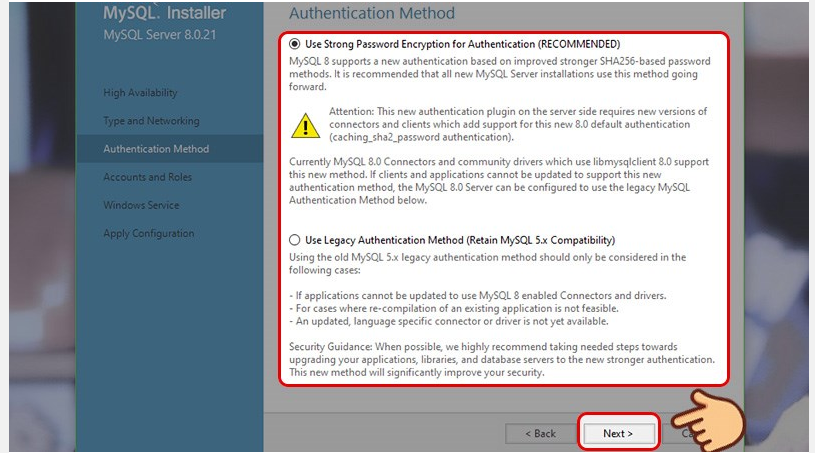 MySQL. Installer
MySQL Server 8.0.21
High Availability
Type and Networking
Authentication Method
Accounts and Roles
Windows Service
Apply Configuration
Authentication Method
Use Strong Password Encryption for Authentication (RECOMMENDED)
MySQL 8 supports a new authentication based on improved stronger SHA256-based password
methods. It is recommended that all new MySQL Server installations use this method going
forward.
Attention: This new authentication plugin on the server side requires new versions of
connectors and clients which add support for this new 8.0 default authentication
(caching_sha2_password authentication).
Currently MySQL 8.0 Connectors and community drivers which use libmysqlclient 8.0 support
this new method. If clients and applications cannot be updated to support this new
authentication method, the MySQL 8.0 Server can be configured to use the legacy MySQL
Authentication Method below.
Use Legacy Authentication Method (Retain MySQL 5.x Compatibility)
Using the old MySQL 5.x legacy authentication method should only be considered in the
following cases:
- If applications cannot be updated to use MySQL 8 enabled Connectors and drivers.
- For cases where re-compilation of an existing application is not feasible.
- An updated, language specific connector or driver is not yet available.
Security Guidance: When possible, we highly recommend taking needed steps towards
upgrading your applications, libraries, and database servers to the new stronger authentication.
This new method will significantly improve your security.
< Back
Next >